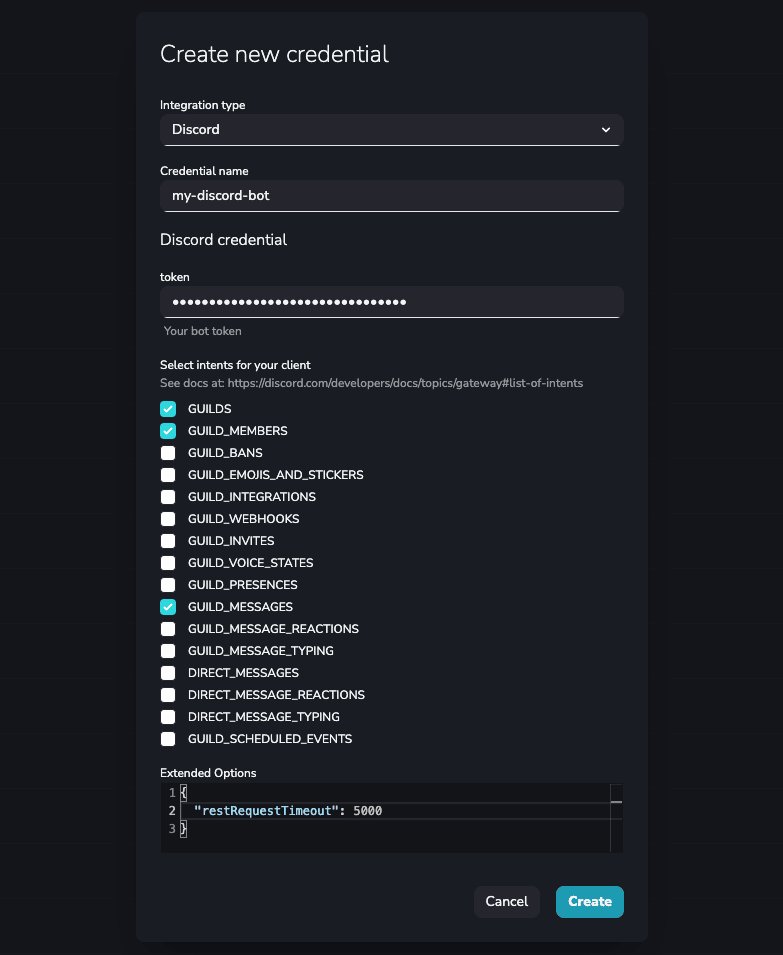 Create new credential
Integration type
Discord
Credential name
my-discord-bot
Discord credential
token
••••••••••••••••••••••••••••••••
Your bot token
Select intents for your client
See docs at: https://discord.com/developers/docs/topics/gateway#list-of-intents
GUILDS
GUILD_MEMBERS
GUILD_BANS
GUILD_EMOJIS_AND_STICKERS
GUILD_INTEGRATIONS
GUILD_WEBHOOKS
GUILD_INVITES
GUILD_VOICE_STATES
GUILD_PRESENCES
GUILD_MESSAGES
GUILD_MESSAGE_REACTIONS
GUILD_MESSAGE_TYPING
DIRECT_MESSAGES
DIRECT_MESSAGE_REACTIONS
DIRECT_MESSAGE_TYPING
GUILD_SCHEDULED_EVENTS
Extended Options
1 {
2 "restRequestTimeout": 5000
3 }
Cancel Create